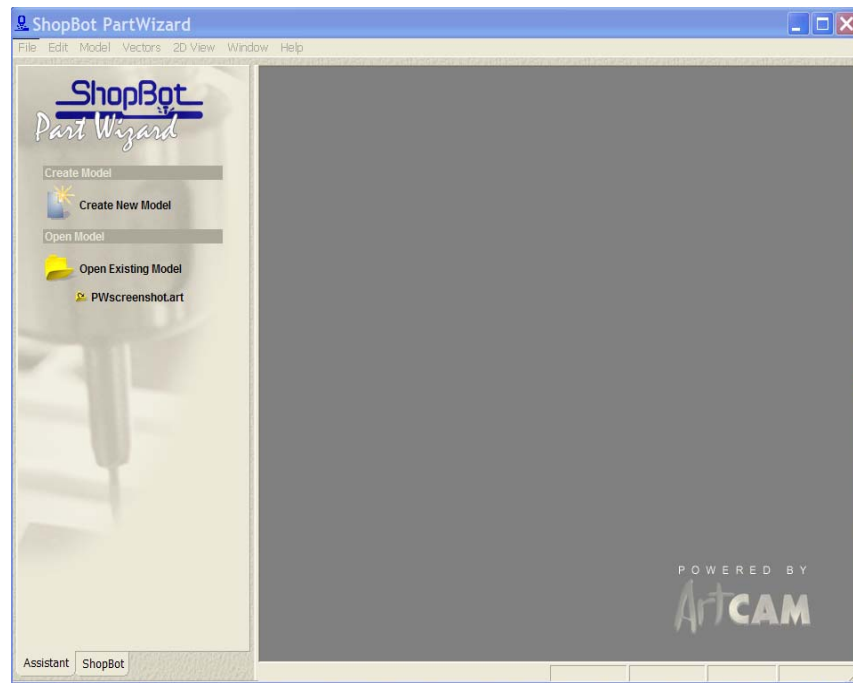 ShopBot PartWizard
File Edit Model Vectors 2D View Window Help
ShopBot
Part Wizard
Create Model
Create New Model
Open Model
Open Existing Model
PWscreenshot.art
POWERED BY
ArtCAM
Assistant ShopBot